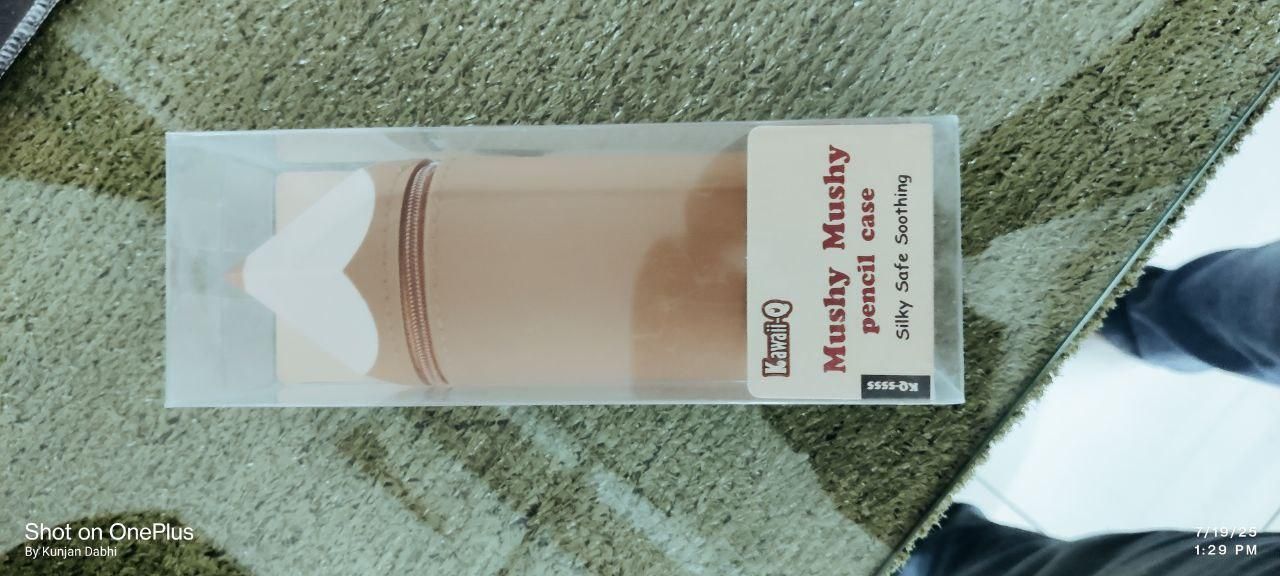 Kawaii-Q
Mushy Mushy
pencil case
Silky Safe Soothing
KQ-5555
Shot on OnePlus
By Kunjan Dabhi
7/19/25
1:29 PM